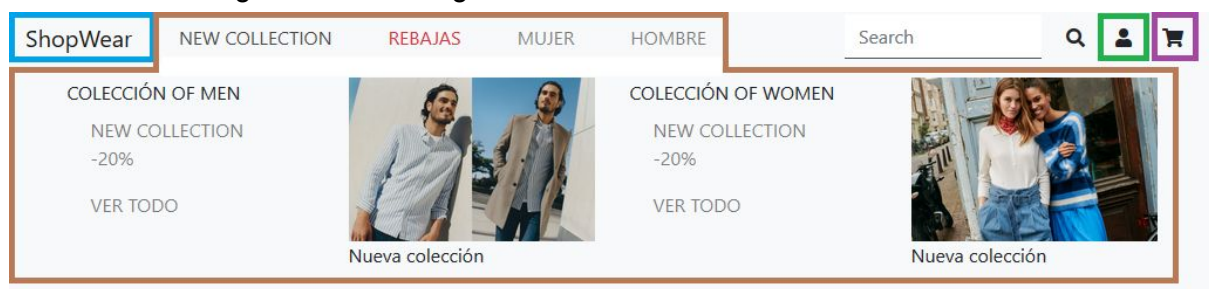 ShopWear NEW COLLECTION REBAJAS MUJER HOMBRE Search
COLECCIÓN OF MEN
NEW COLLECTION
-20%
VER TODO
Nueva colección
COLECCIÓN OF WOMEN
NEW COLLECTION
-20%
VER TODO
Nueva colección